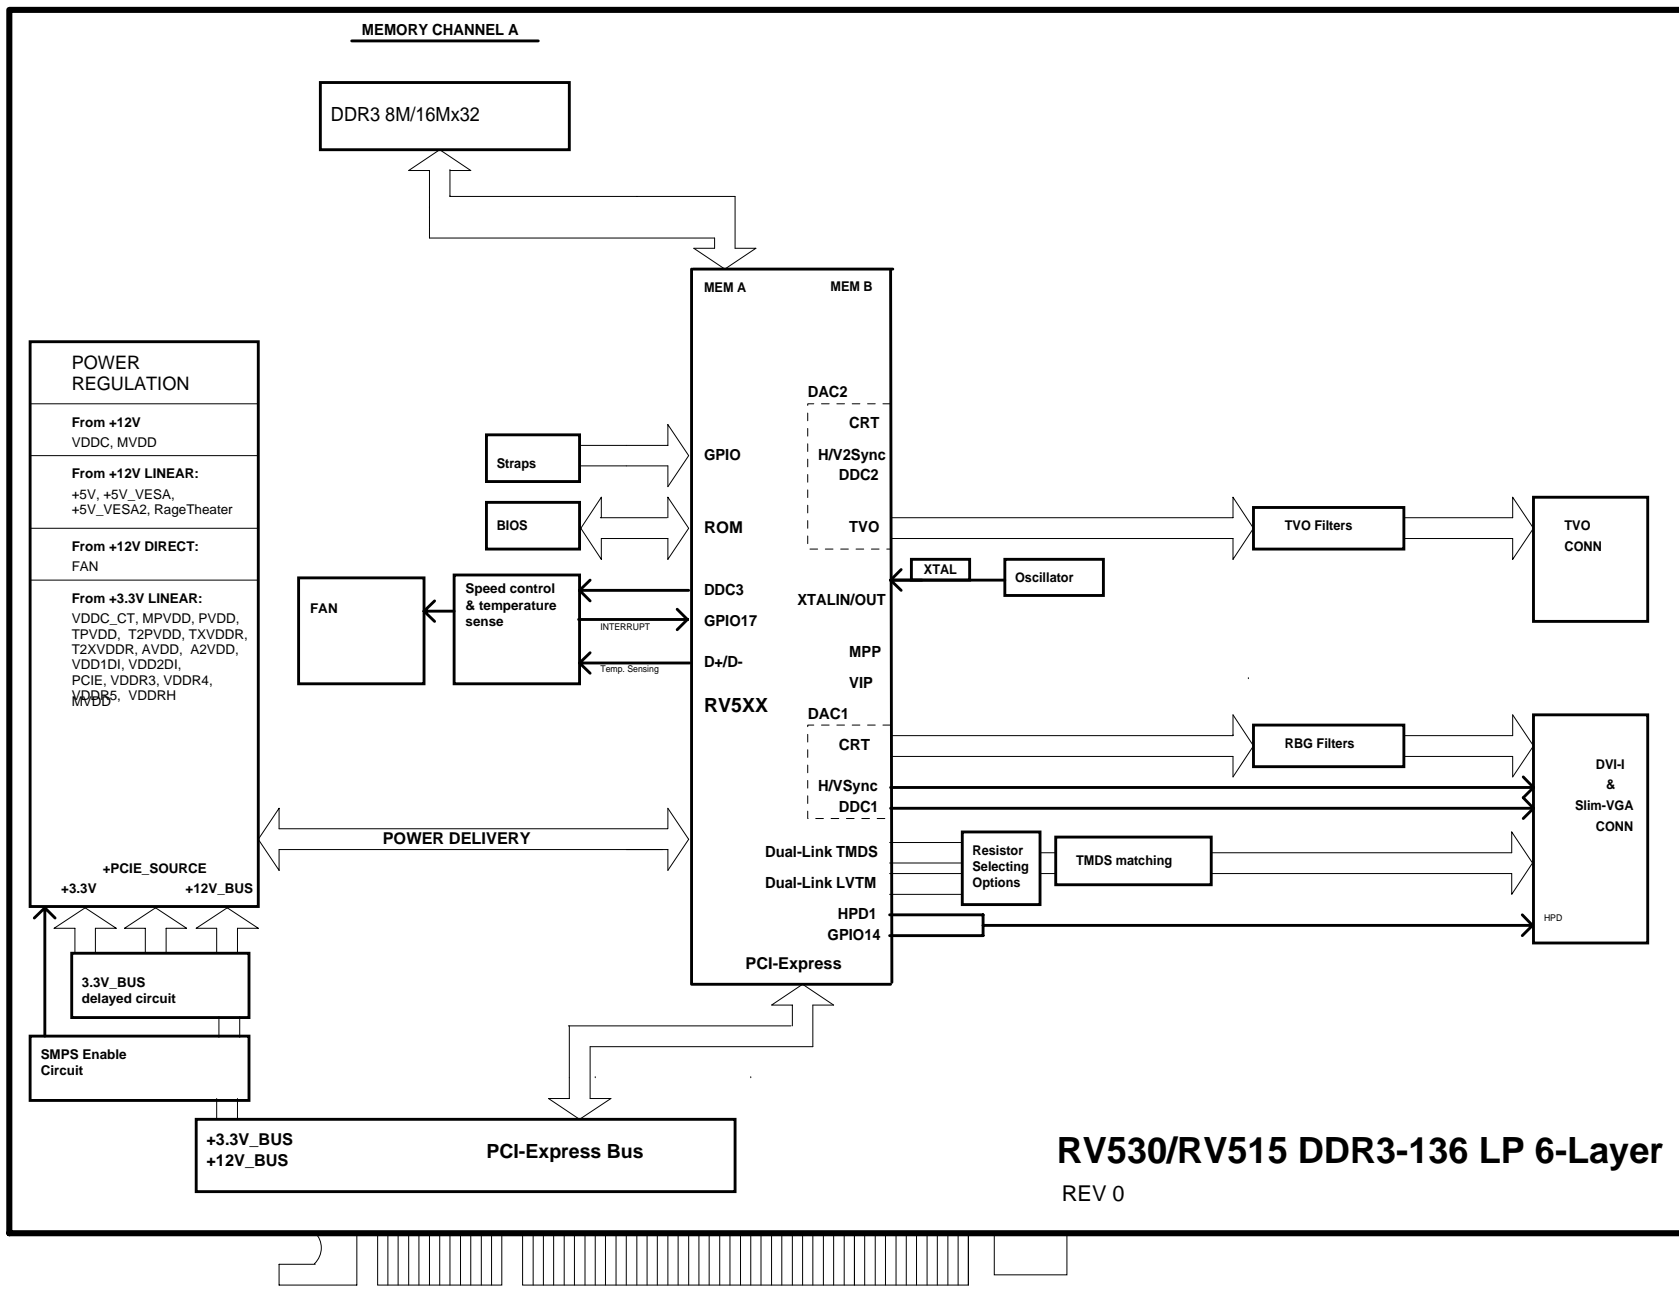 MEMORY CHANNEL A
DDR3 8M/16Mx32
MEM A
MEM B
POWER
REGULATION
From +12V
VDDC, MVDD
From +12V LINEAR:
+5V, +5V_VESA,
+5V_VESA2, RageTheater
From +12V DIRECT:
FAN
From +3.3V LINEAR:
VDDC_CT, MPVDD, PVDD,
TPVDD, T2PVDD, TXVDDR,
T2XVDDR, AVDD, A2VDD,
VDD1DI, VDD2DI,
PCIE, VDDR3, VDDR4,
VDDR5, VDDRH
MVDD
+PCIE_SOURCE
+3.3V
+12V_BUS
3.3V_BUS
delayed circuit
SMPS Enable
Circuit
+3.3V_BUS
+12V_BUS
PCI-Express Bus
Straps
BIOS
FAN
Speed control
& temperature
sense
INTERRUPT
Temp. Sensing
POWER DELIVERY
GPIO
ROM
DDC3
GPIO17
D+/D-
RV5XX
DAC2
CRT
H/V2Sync
DDC2
TVO
XTALIN/OUT
MPP
VIP
DAC1
CRT
H/VSync
DDC1
Dual-Link TMDS
Dual-Link LVTM
HPD1
GPIO14
PCI-Express
XTAL
Oscillator
TVO Filters
TVO
CONN
RBG Filters
DVI-I
&
Slim-VGA
CONN
Resistor
Selecting
Options
TMDS matching
HPD
RV530/RV515 DDR3-136 LP 6-Layer
REV 0